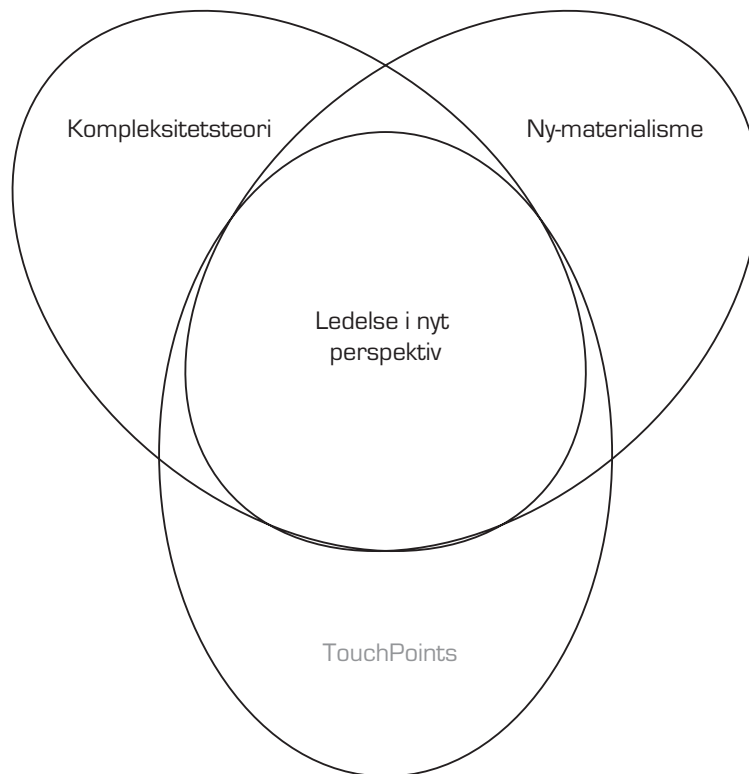 Kompleksitetsteori
Ny-materialisme
Ledelse i nyt
perspektiv
TouchPoints